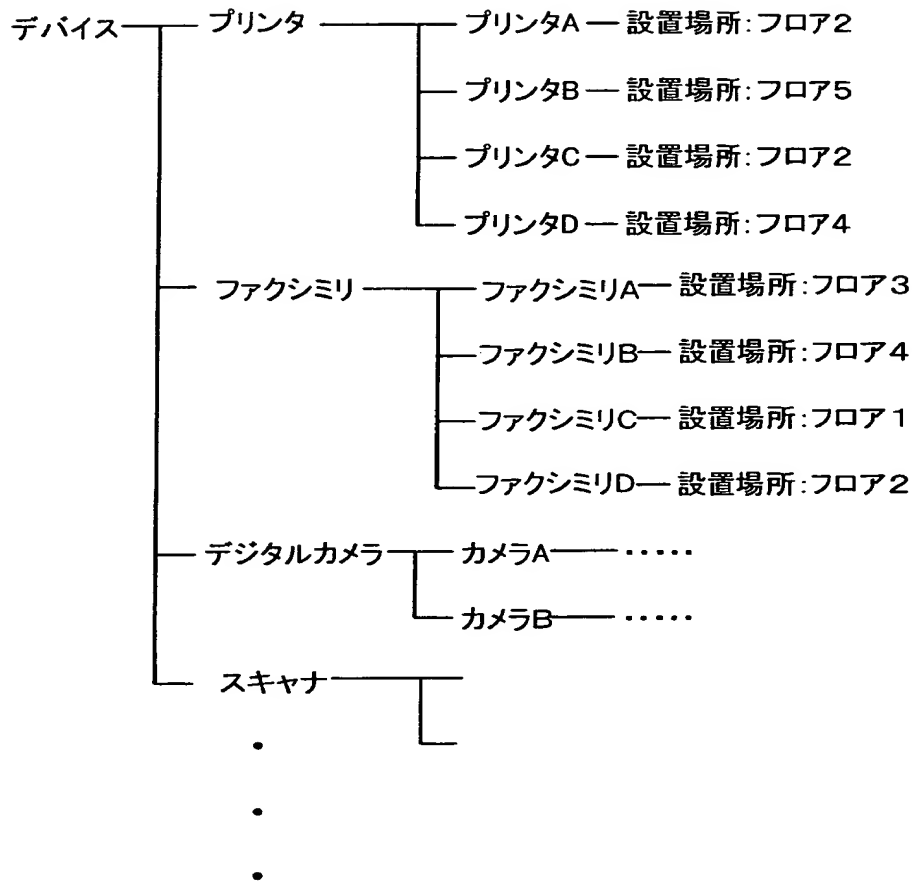 デバイス プリンタ プリンタA 設置場所:フロア2
プリンタB 設置場所:フロア5
プリンタC 設置場所:フロア2
プリンタD 設置場所:フロア4
ファクシミリ ファクシミリA 設置場所:フロア3
ファクシミリB 設置場所:フロア4
ファクシミリC 設置場所:フロア1
ファクシミリD 設置場所:フロア2
デジタルカメラ カメラA ・・・・・
カメラB ・・・・・
スキャナ
・
・
・